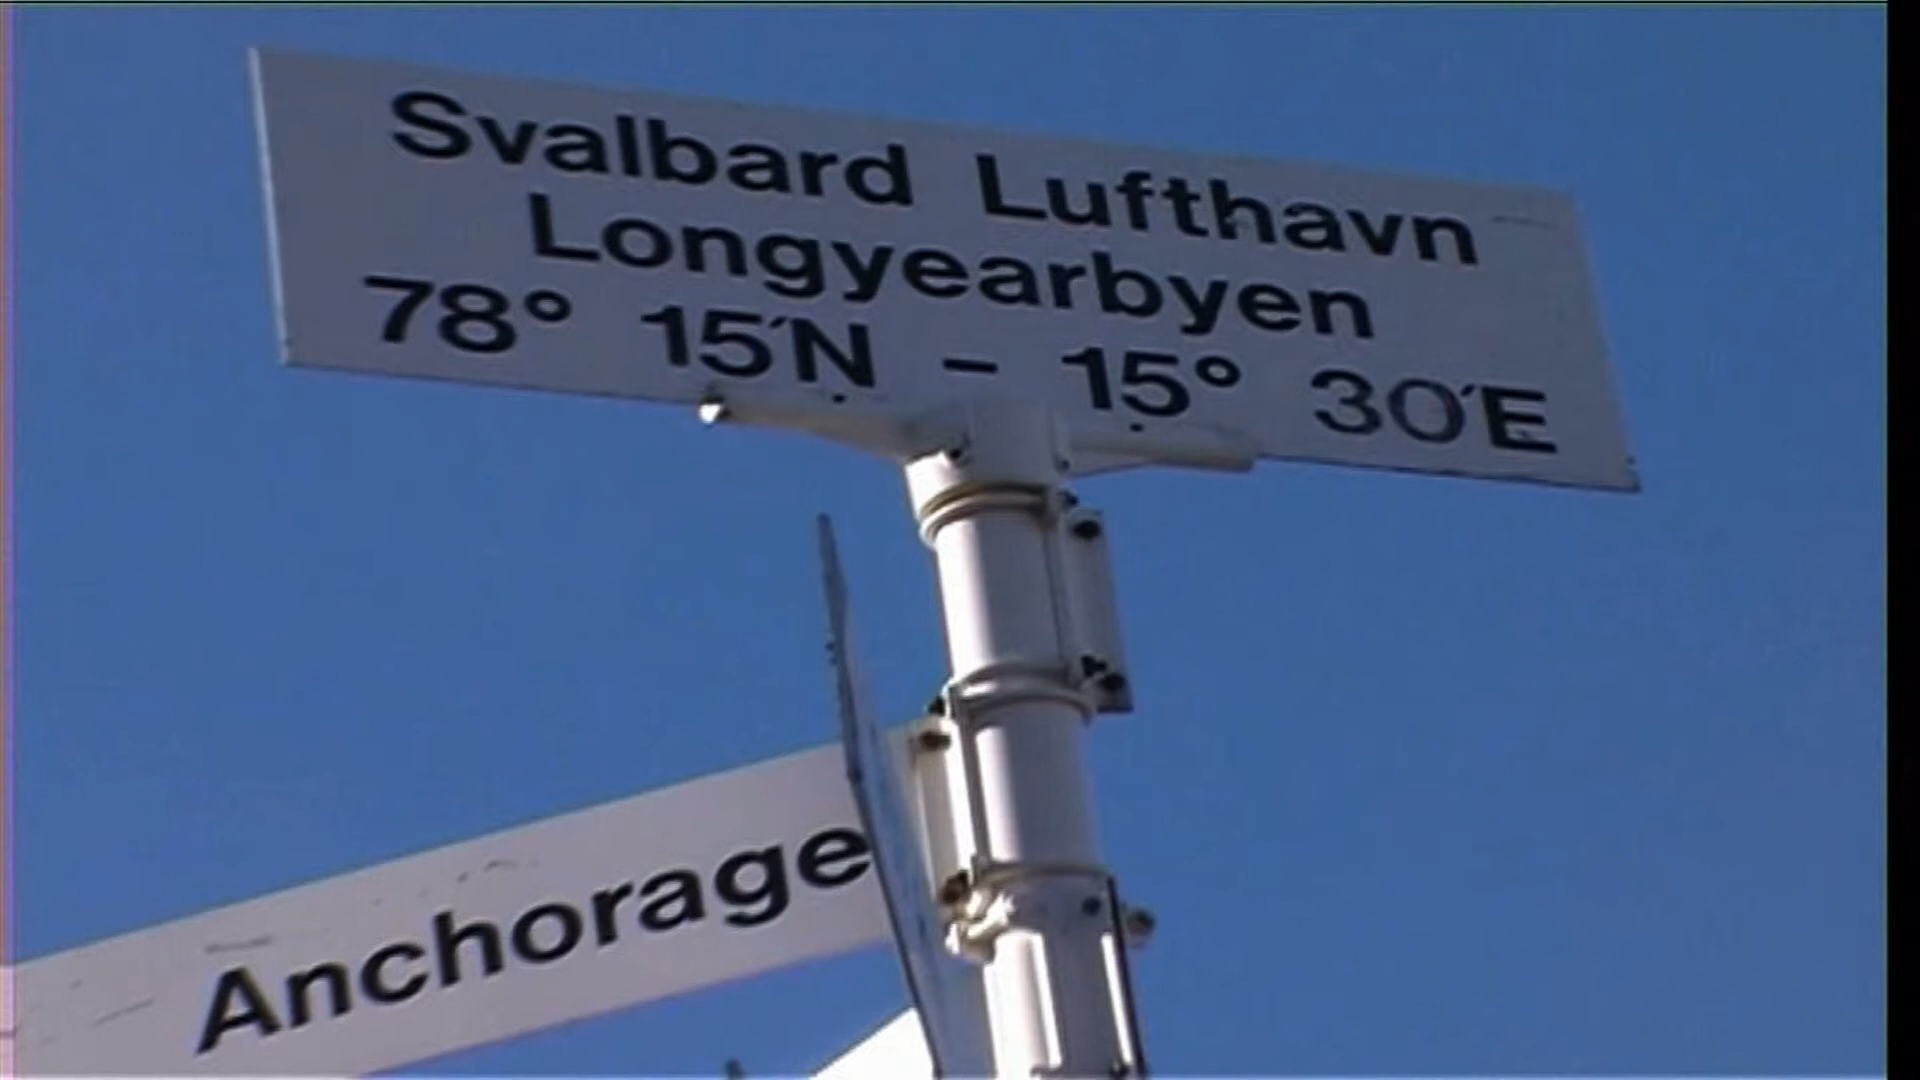 Svalbard Lufthavn
Longyearbyen
78° 15′N – 15° 30′E
Anchorage